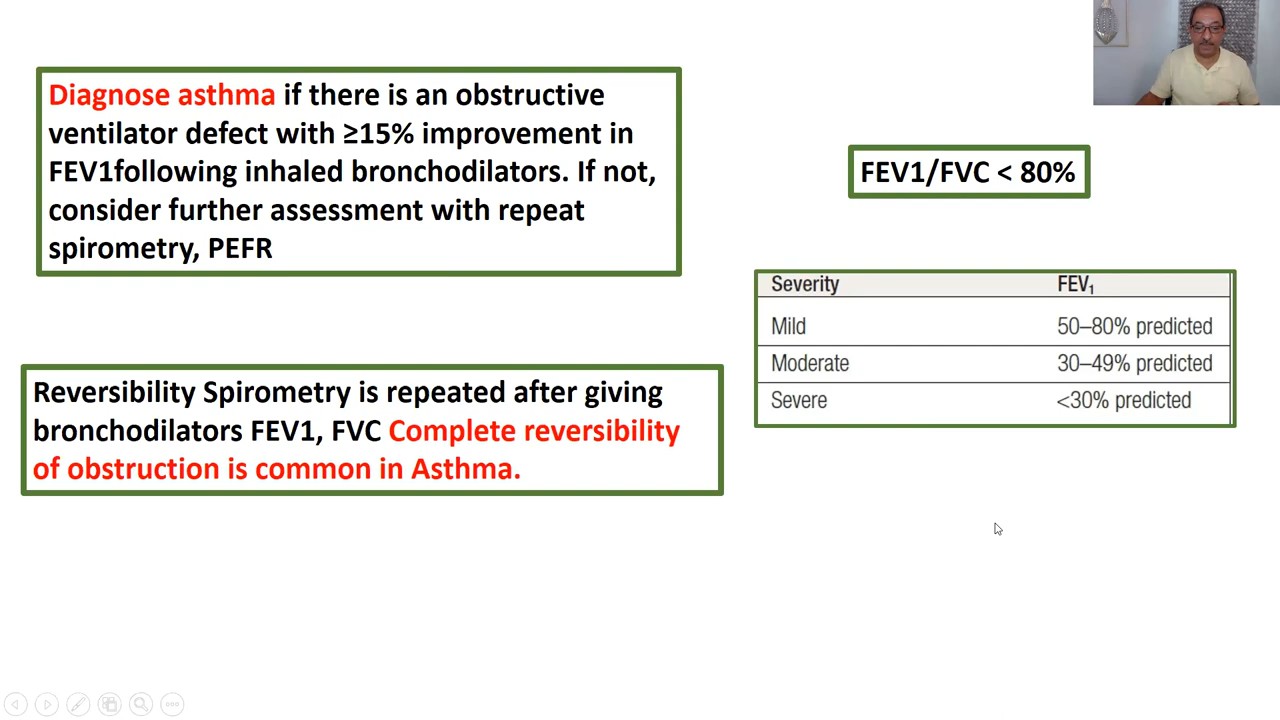 Diagnose asthma if there is an obstructive
ventilator defect with ≥15% improvement in
FEV1following inhaled bronchodilators. If not,
consider further assessment with repeat
spirometry, PEFR
FEV1/FVC < 80%
Severity FEV₁
Mild 50–80% predicted
Moderate 30–49% predicted
Severe <30% predicted
Reversibility Spirometry is repeated after giving
bronchodilators FEV1, FVC Complete reversibility
of obstruction is common in Asthma.